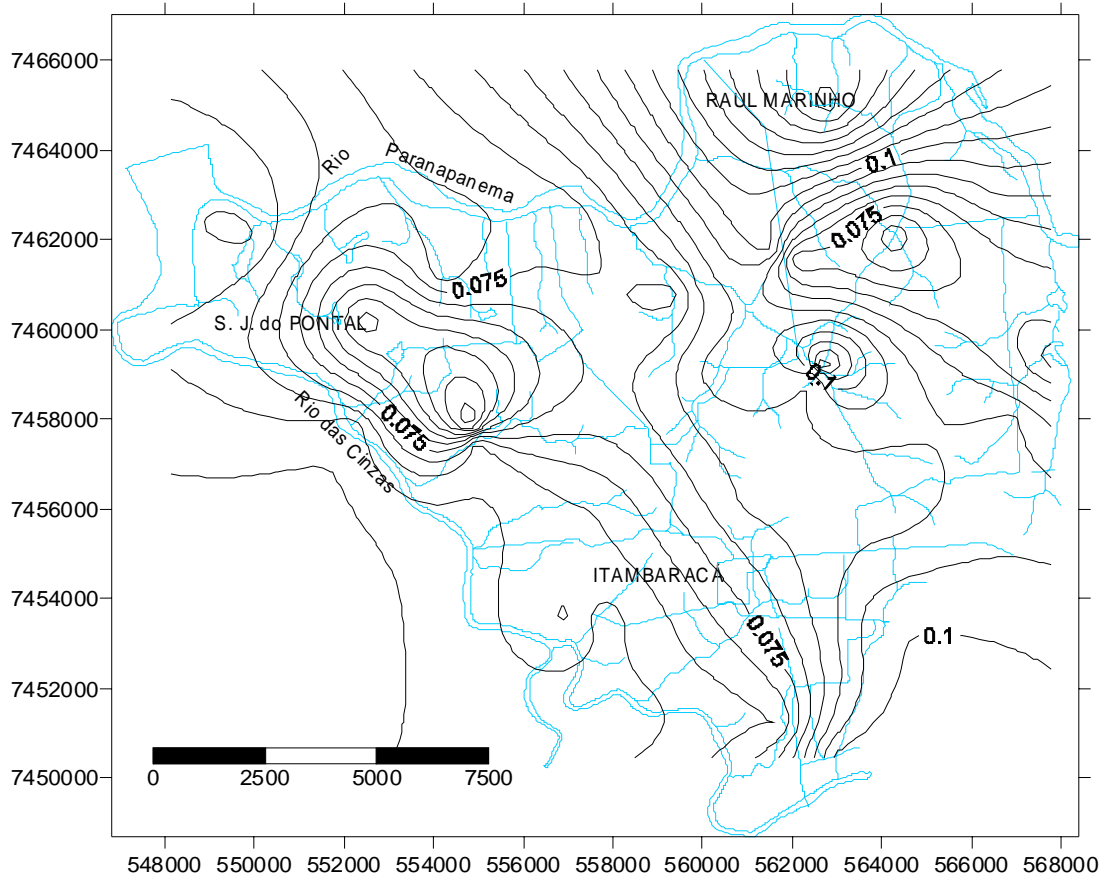 7466000
RAUL MARINHO
7464000
Rio
Paranapanema
0.1
7462000
0.075
0.075
7460000
S. J. do PONTAL
0.1
7458000
Rio das Cinzas
0.075
7456000
ITAMBARACÁ
7454000
0.075
0.1
7452000
7450000
0 2500 5000 7500
548000 550000 552000 554000 556000 558000 560000 562000 564000 566000 568000